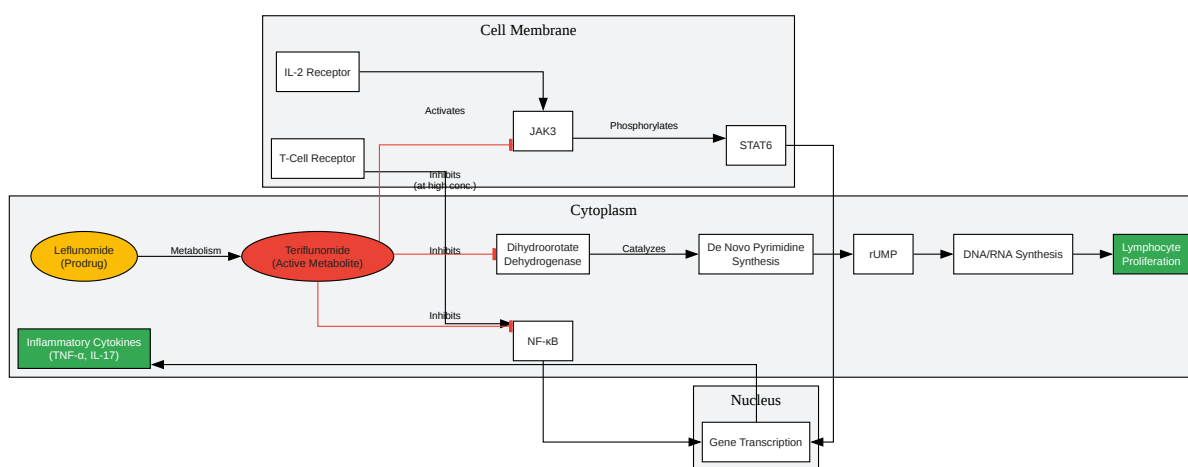 Cell Membrane
IL-2 Receptor
Activates
JAK3
Phosphorylates
STAT6
T-Cell Receptor
Inhibits
(at high conc.)
Cytoplasm
Leflunomide
(Prodrug)
Metabolism
Teriflunomide
(Active Metabolite)
Inhibits
Dihydroorotate
Dehydrogenase
Catalyzes
De Novo Pyrimidine
Synthesis
rUMP
DNA/RNA Synthesis
Lymphocyte
Proliferation
Inhibits
NF-κB
Inflammatory Cytokines
(TNF-α, IL-17)
Nucleus
Gene Transcription